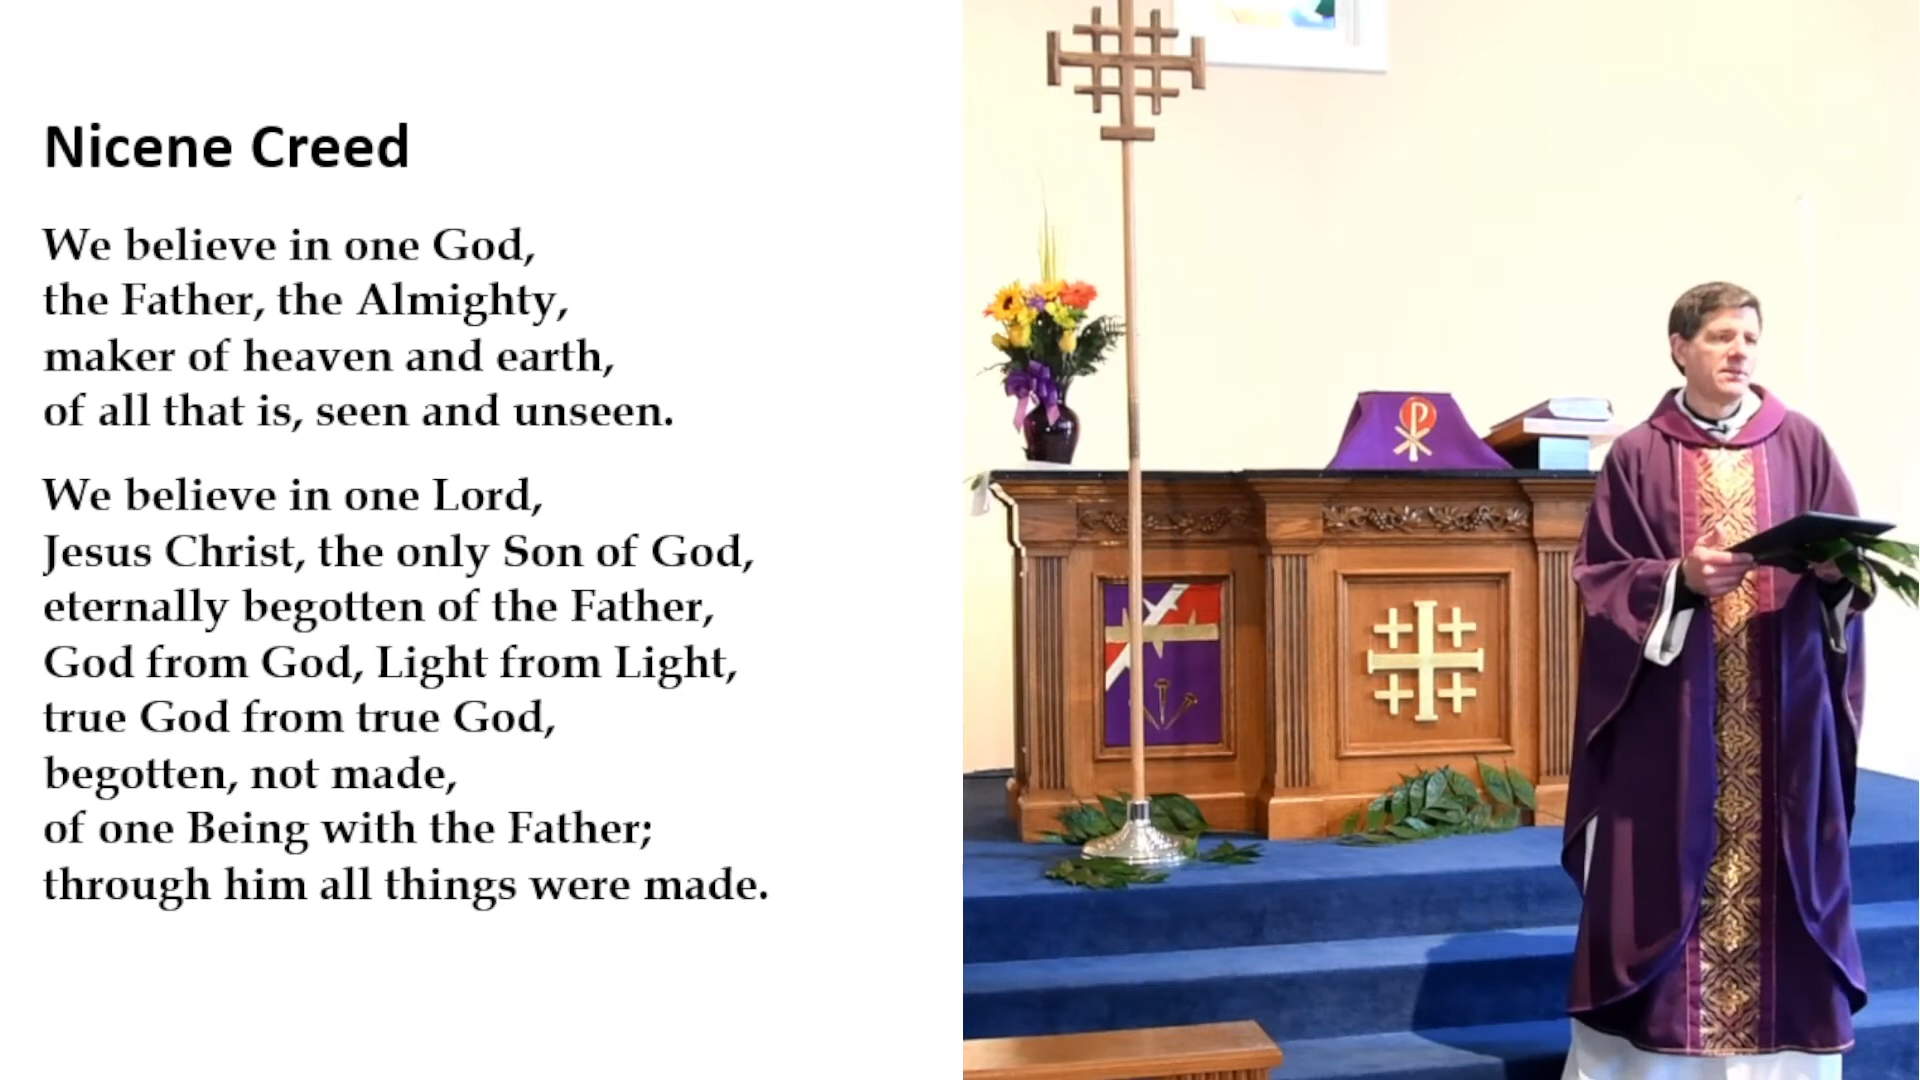 Nicene Creed
We believe in one God,
the Father, the Almighty,
maker of heaven and earth,
of all that is, seen and unseen.
We believe in one Lord,
Jesus Christ, the only Son of God,
eternally begotten of the Father,
God from God, Light from Light,
true God from true God,
begotten, not made,
of one Being with the Father;
through him all things were made.